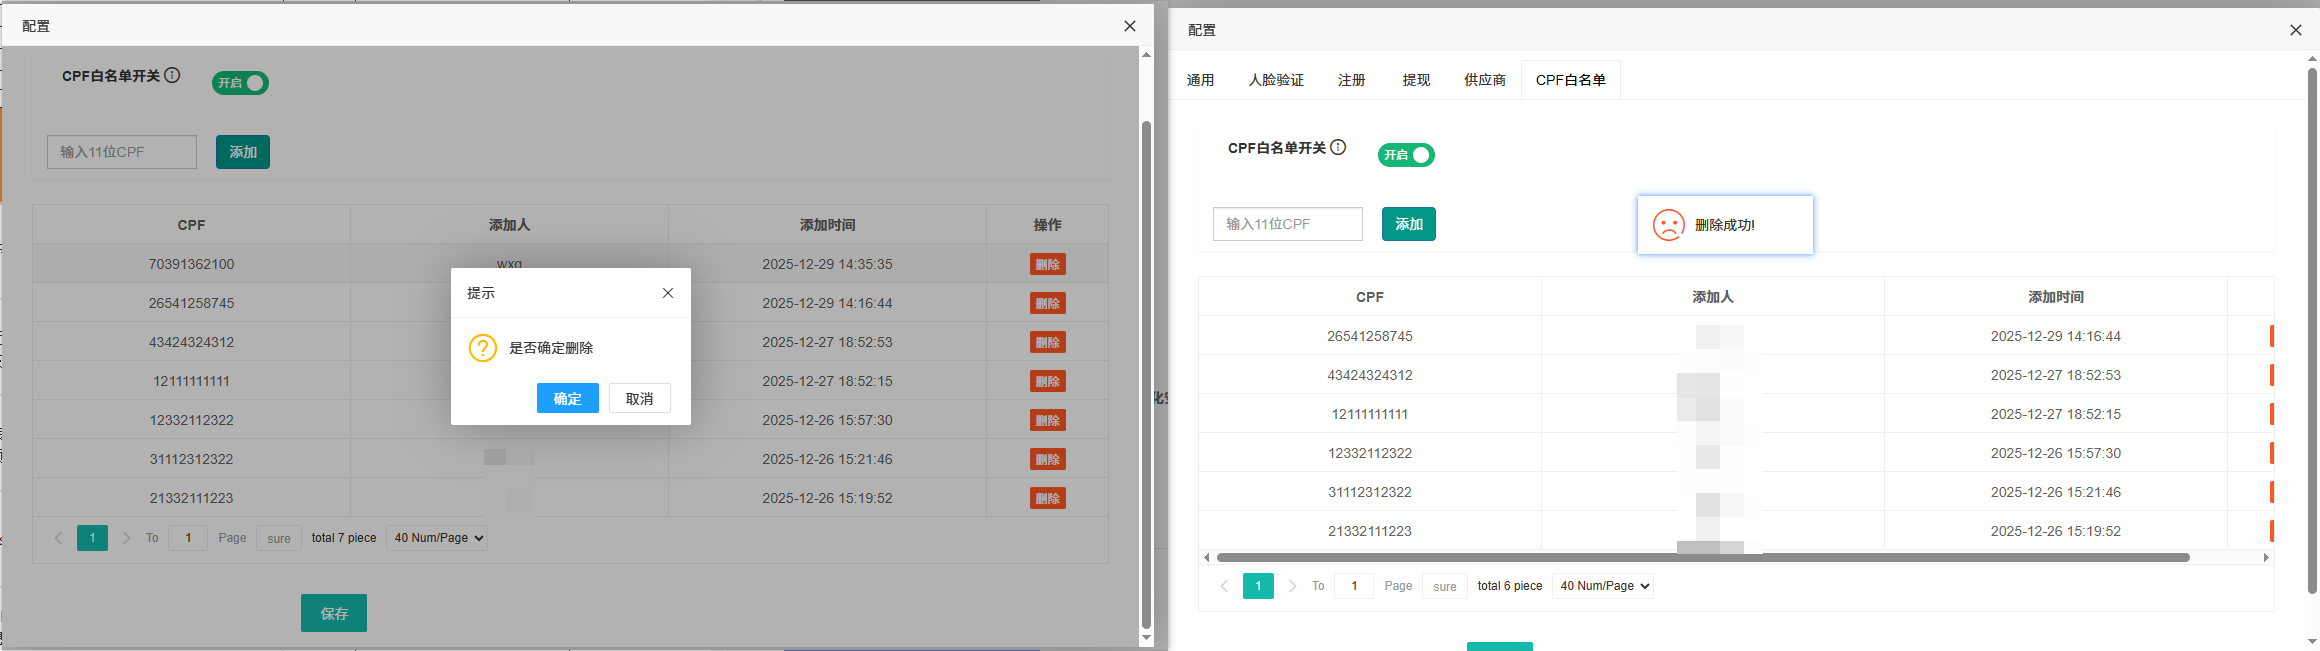 配置
CPF白名单开关
开启
输入11位CPF
添加
CPF 添加人 添加时间 操作
70391362100 wxq 2025-12-29 14:35:35 删除
26541258745 2025-12-29 14:16:44 删除
43424324312 2025-12-27 18:52:53 删除
12111111111 2025-12-27 18:52:15 删除
12332112322 2025-12-26 15:57:30 删除
31112312322 2025-12-26 15:21:46 删除
21332111223 2025-12-26 15:19:52 删除
1 To 1 Page sure total 7 piece 40 Num/Page
保存
提示
是否确定删除
确定 取消
配置
通用 人脸验证 注册 提现 供应商 CPF白名单
CPF白名单开关
开启
输入11位CPF
添加
删除成功!
CPF 添加人 添加时间
26541258745 2025-12-29 14:16:44
43424324312 2025-12-27 18:52:53
12111111111 2025-12-27 18:52:15
12332112322 2025-12-26 15:57:30
31112312322 2025-12-26 15:21:46
21332111223 2025-12-26 15:19:52
1 To 1 Page sure total 6 piece 40 Num/Page